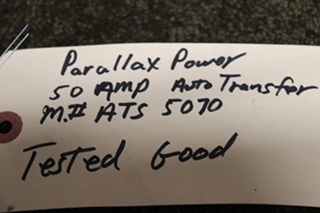 Parallax Power
50 AMP Auto Transfer
M.# ATS 5070
Tested Good